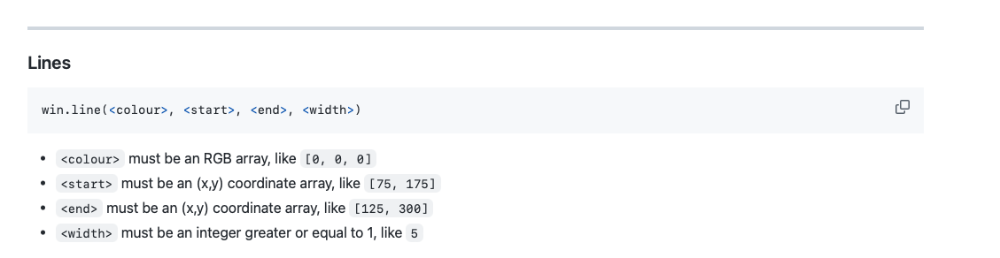 Lines
win.line(<colour>, <start>, <end>, <width>)
• <colour> must be an RGB array, like [0, 0, 0]
• <start> must be an (x,y) coordinate array, like [75, 175]
• <end> must be an (x,y) coordinate array, like [125, 300]
• <width> must be an integer greater or equal to 1, like 5